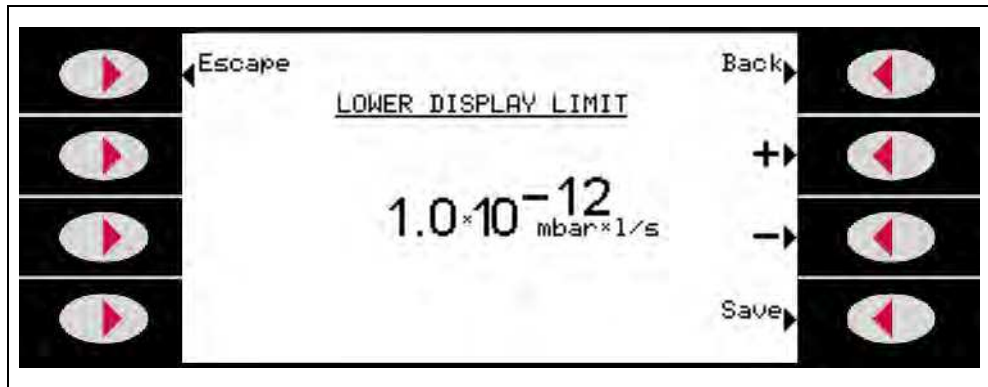 Escape
Back
LOWER DISPLAY LIMIT
+
1.0×10⁻¹² mbar×l/s
−
Save